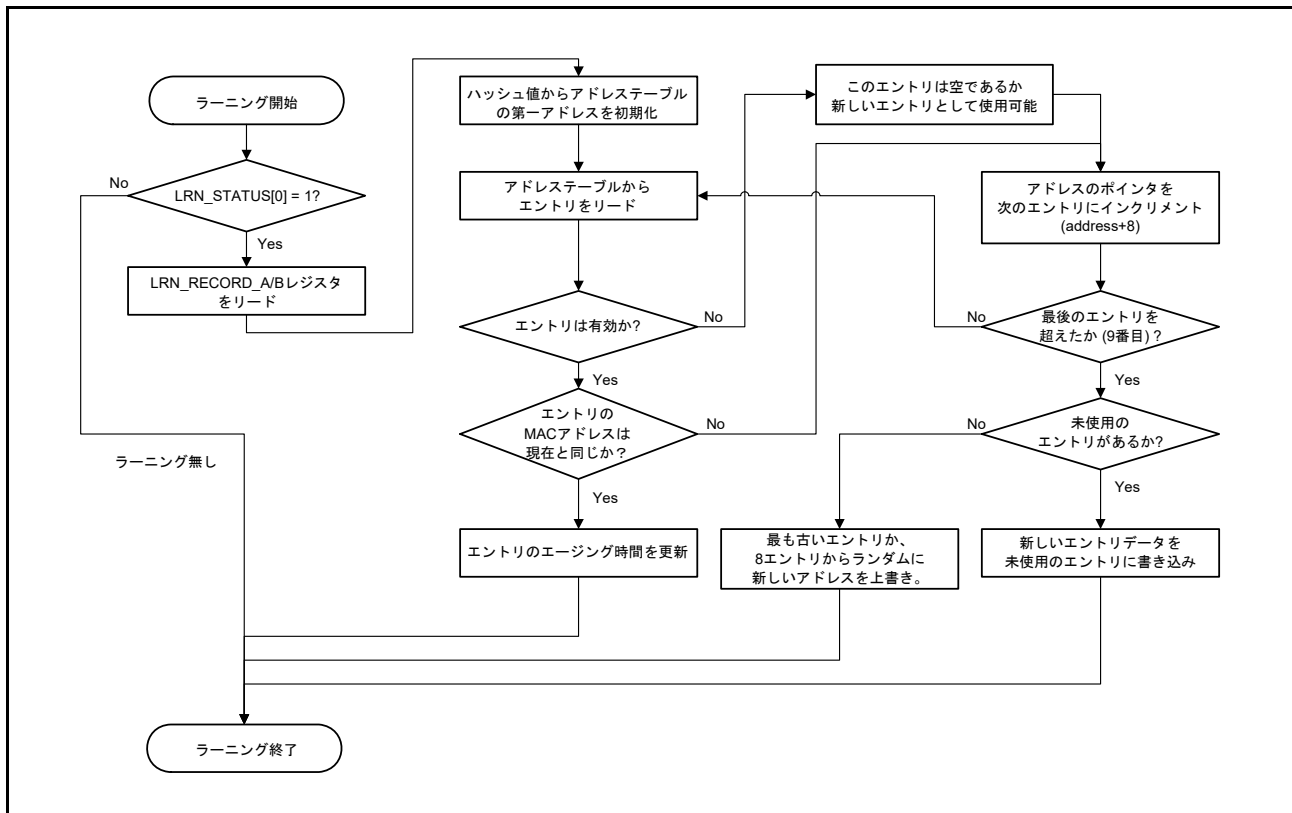 ラーニング開始
LRN_STATUS[0] = 1?
No
Yes
LRN_RECORD_A/Bレジスタ
をリード
ラーニング無し
ハッシュ値からアドレステーブル
の第一アドレスを初期化
アドレステーブルから
エントリをリード
エントリは有効か?
No
Yes
エントリの
MACアドレスは
現在と同じか？
No
Yes
エントリのエージング時間を更新
このエントリは空であるか
新しいエントリとして使用可能
アドレスのポインタを
次のエントリにインクリメント
(address+8)
最後のエントリを
超えたか (9番目)？
No
Yes
未使用の
エントリがあるか?
No
Yes
最も古いエントリか、
8エントリからランダムに
新しいアドレスを上書き。
新しいエントリデータを
未使用のエントリに書き込み
ラーニング終了